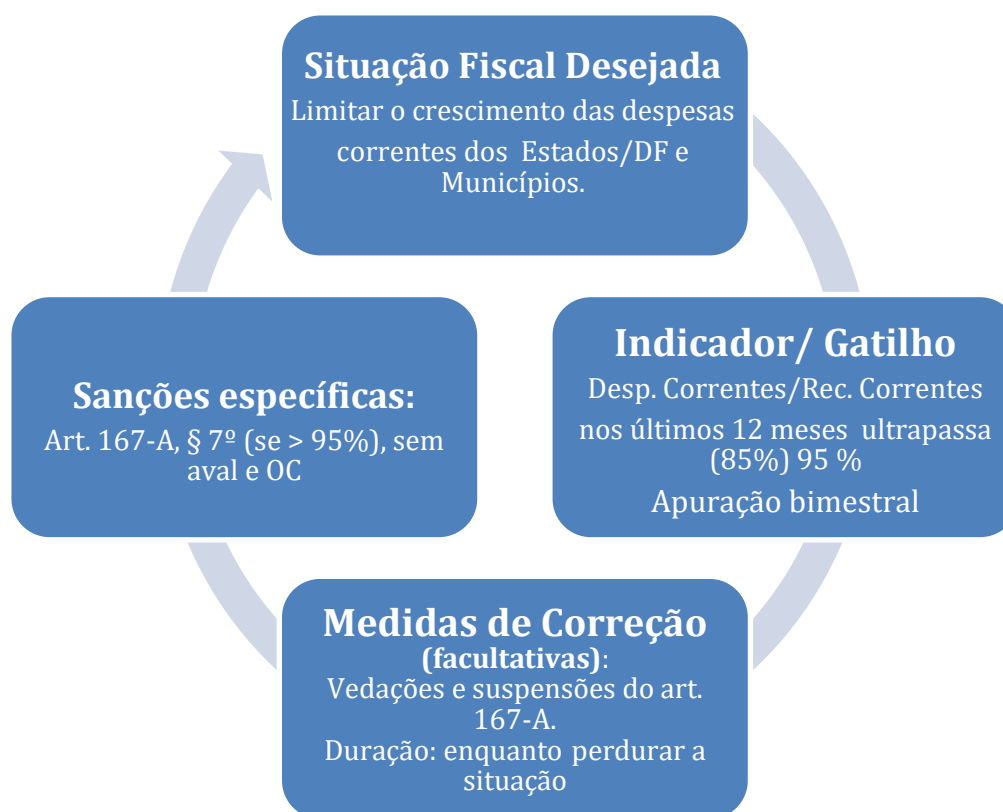 Situação Fiscal Desejada
Limitar o crescimento das despesas
correntes dos Estados/DF e
Municípios.
Indicador/ Gatilho
Desp. Correntes/Rec. Correntes
nos últimos 12 meses ultrapassa
(85%) 95 %
Apuração bimestral
Medidas de Correção
(facultativas):
Vedações e suspensões do art.
167-A.
Duração: enquanto perdurar a
situação
Sanções específicas:
Art. 167-A, § 7º (se > 95%), sem
aval e OC